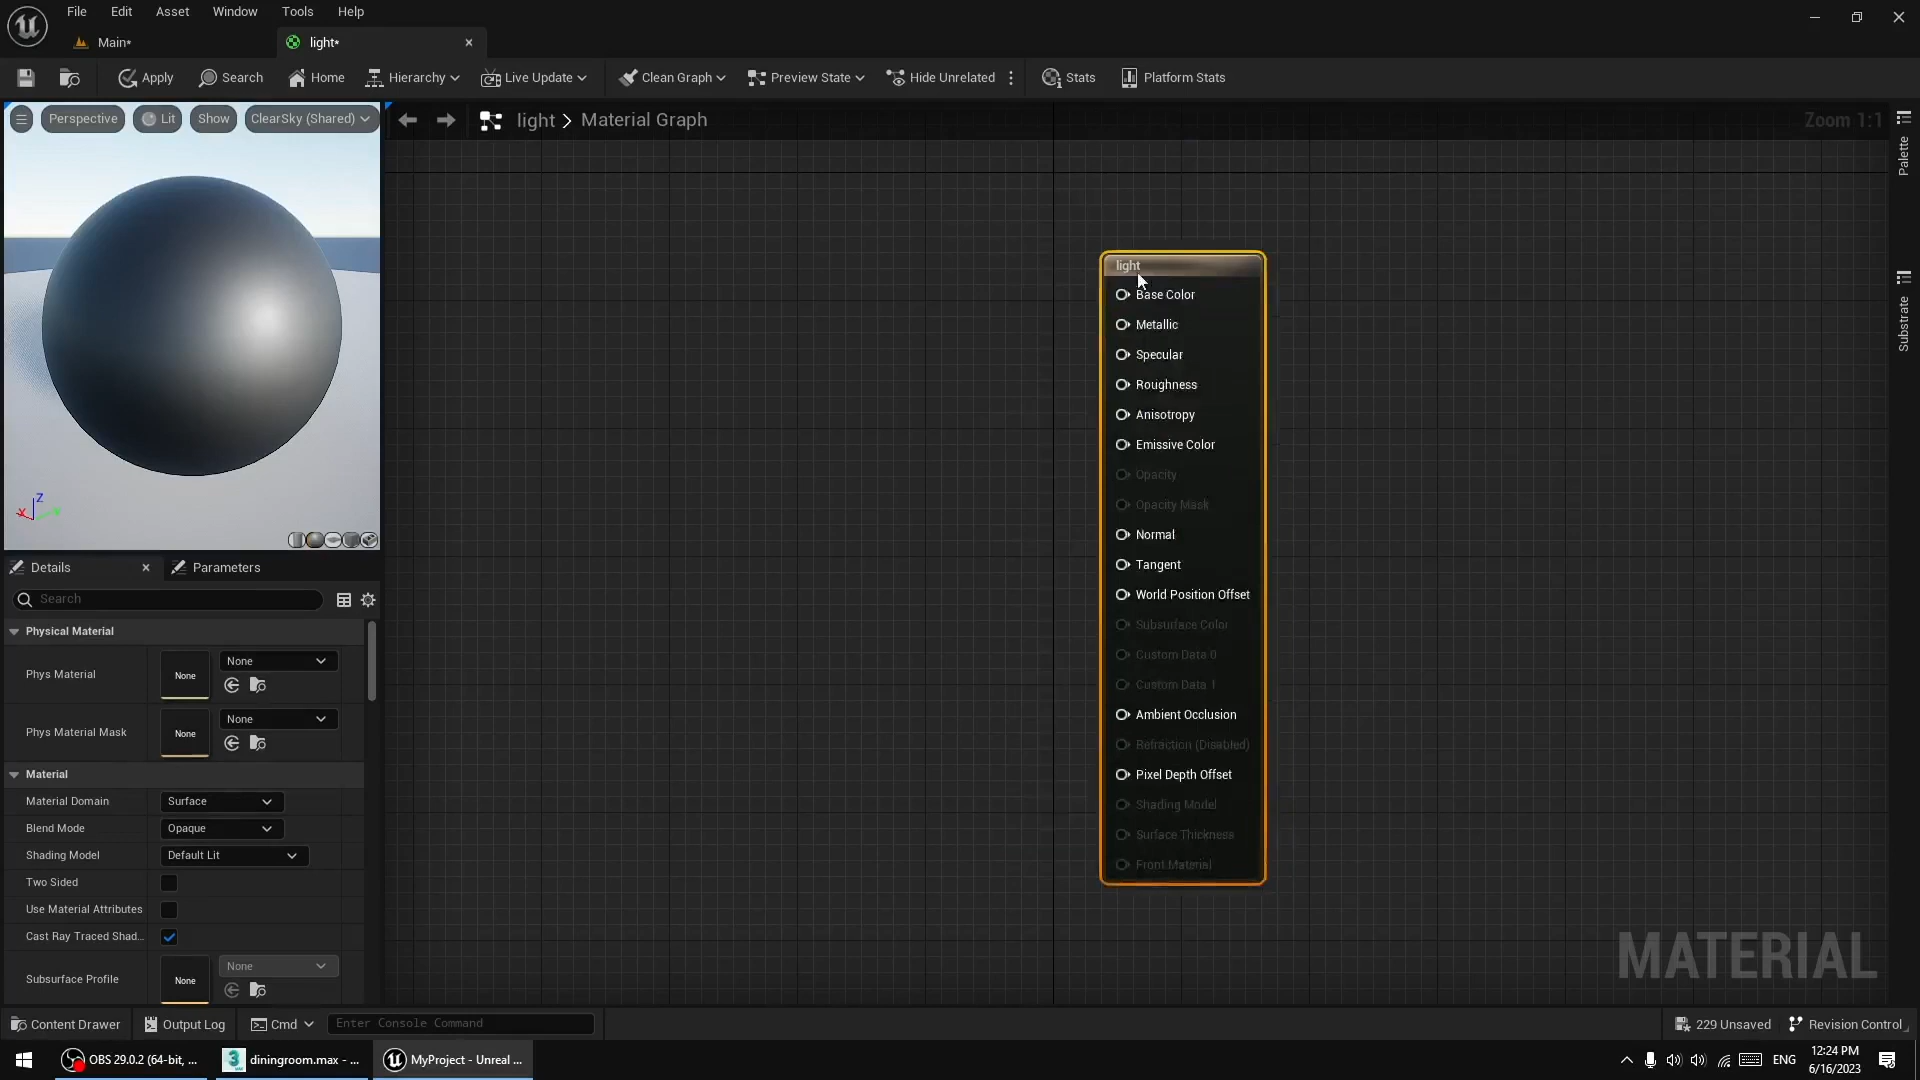 File Edit Asset Window Tools Help
Main*
light*
Apply Search Home Hierarchy Live Update Clean Graph Preview State Hide Unrelated Stats Platform Stats
Perspective Lit Show ClearSky (Shared)
light > Material Graph
Zoom 1:1
Palette
Substrate
Z
X
light
Base Color
Metallic
Specular
Roughness
Anisotropy
Emissive Color
Opacity
Opacity Mask
Normal
Tangent
World Position Offset
Subsurface Color
Custom Data 0
Custom Data 1
Ambient Occlusion
Refraction (Disabled)
Pixel Depth Offset
Shading Model
Surface Thickness
Front Material
MATERIAL
Details Parameters
Search
Physical Material
Phys Material None None
Phys Material Mask None None
Material
Material Domain Surface
Blend Mode Opaque
Shading Model Default Lit
Two Sided
Use Material Attributes
Cast Ray Traced Shad...
Subsurface Profile None None
Content Drawer Output Log Cmd Enter Console Command 229 Unsaved Revision Control
OBS 29.0.2 (64-bit, ... diningroom.max - ... MyProject - Unreal ... ENG 12:24 PM
6/16/2023